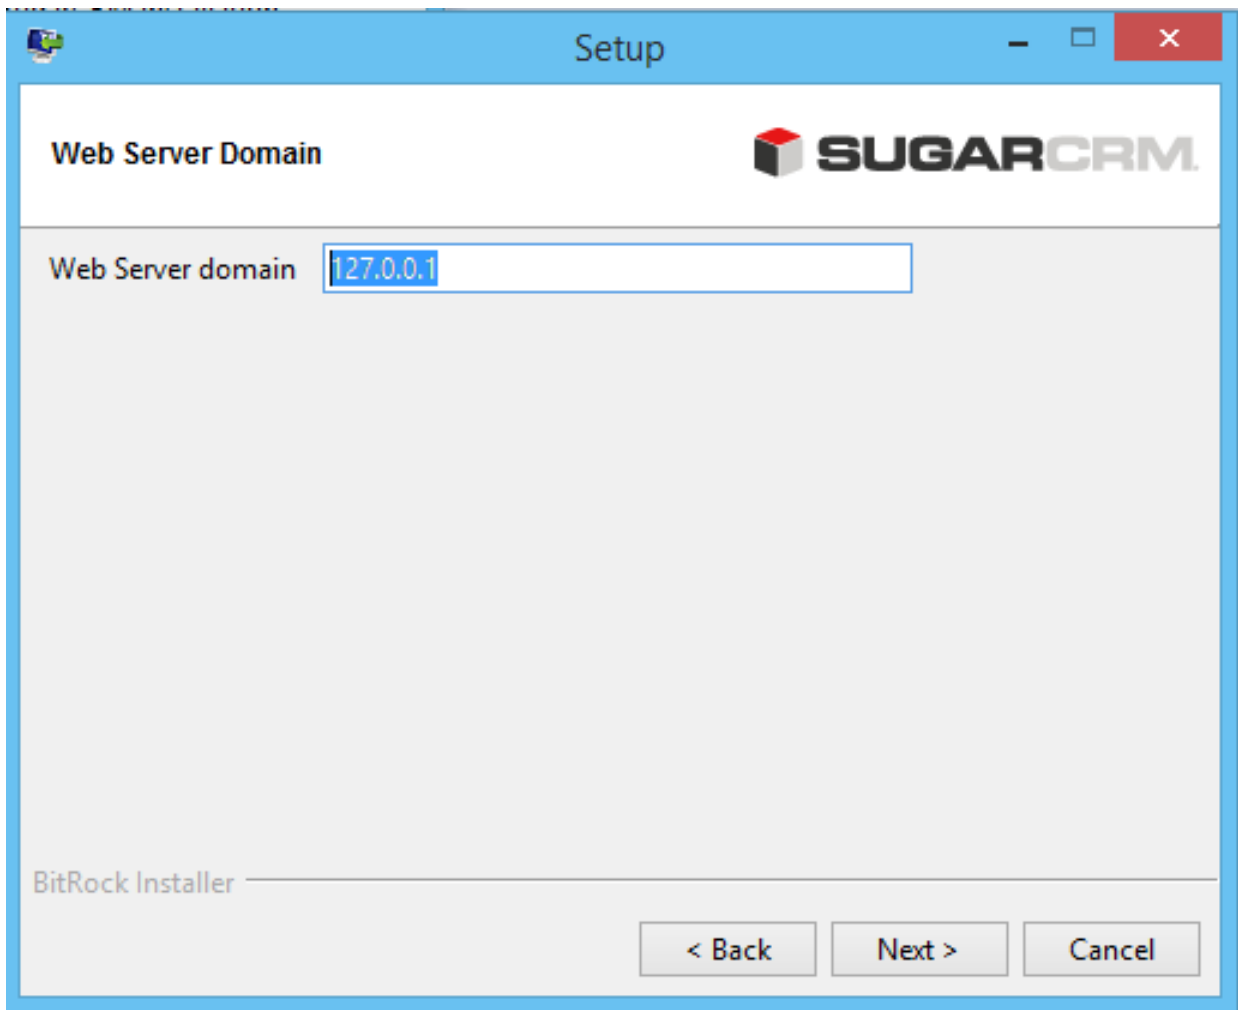 Setup
Web Server Domain
SUGARCRM.
Web Server domain 127.0.0.1
BitRock Installer
< Back Next > Cancel